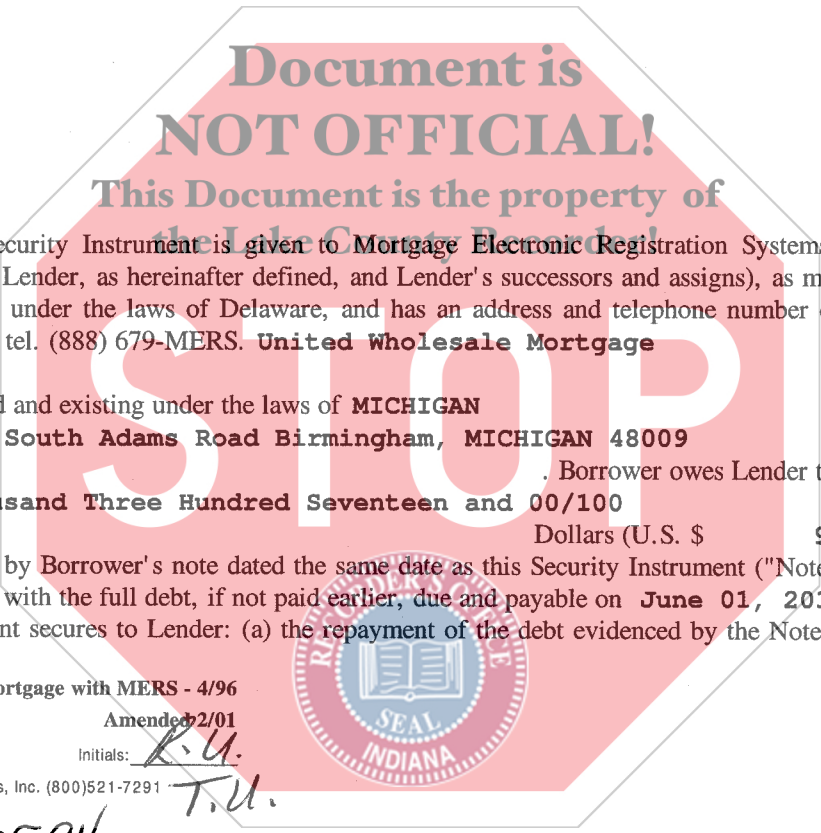 Document is
NOT OFFICIAL!
This Document is the property of
the Lake County Recorder!
ecurity Instrument is given to Mortgage Electronic Registration Systems
Lender, as hereinafter defined, and Lender's successors and assigns), as m
under the laws of Delaware, and has an address and telephone number
tel. (888) 679-MERS. United Wholesale Mortgage
d and existing under the laws of MICHIGAN
South Adams Road Birmingham, MICHIGAN 48009
. Borrower owes Lender t
usand Three Hundred Seventeen and 00/100
Dollars (U.S. $ 9
by Borrower's note dated the same date as this Security Instrument ("Note
with the full debt, if not paid earlier, due and payable on June 01, 203
nt secures to Lender: (a) the repayment of the debt evidenced by the Note
STOP
RECORDER'S OFFICE
SEAL
INDIANA
ortgage with MERS - 4/96
Amended 2/01
Initials: R.U.
s, Inc. (800)521-7291 T.U.